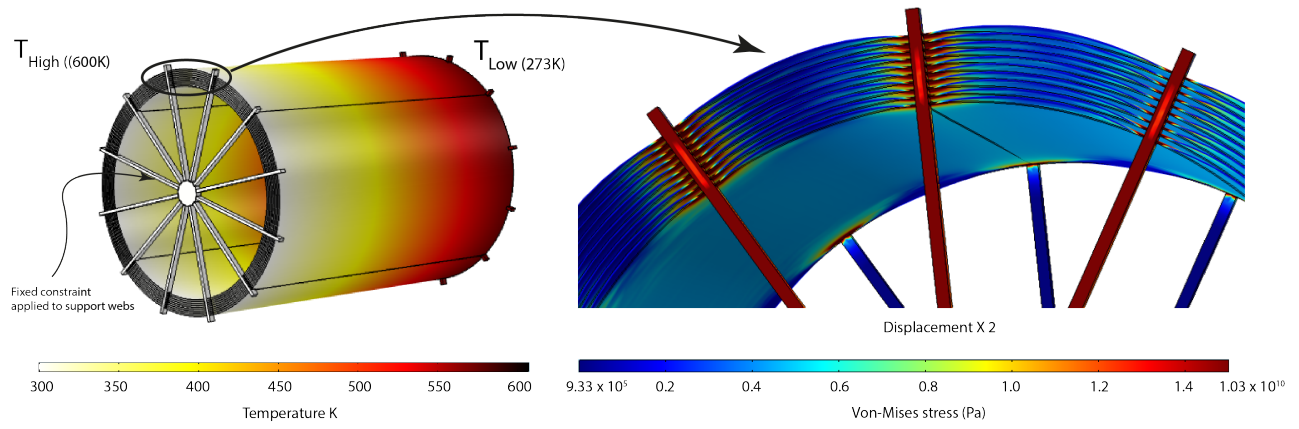 T High ((600K)
T Low (273K)
Fixed constraint
applied to support webs
Displacement X 2
300 350 400 450 500 550 600
Temperature K
9.33 x 10⁵ 0.2 0.4 0.6 0.8 1.0 1.2 1.4 1.03 x 10¹⁰
Von-Mises stress (Pa)